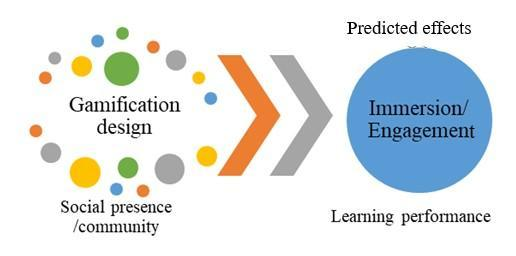 Gamification
design
Social presence
/community
Predicted effects
Immersion/
Engagement
Learning performance